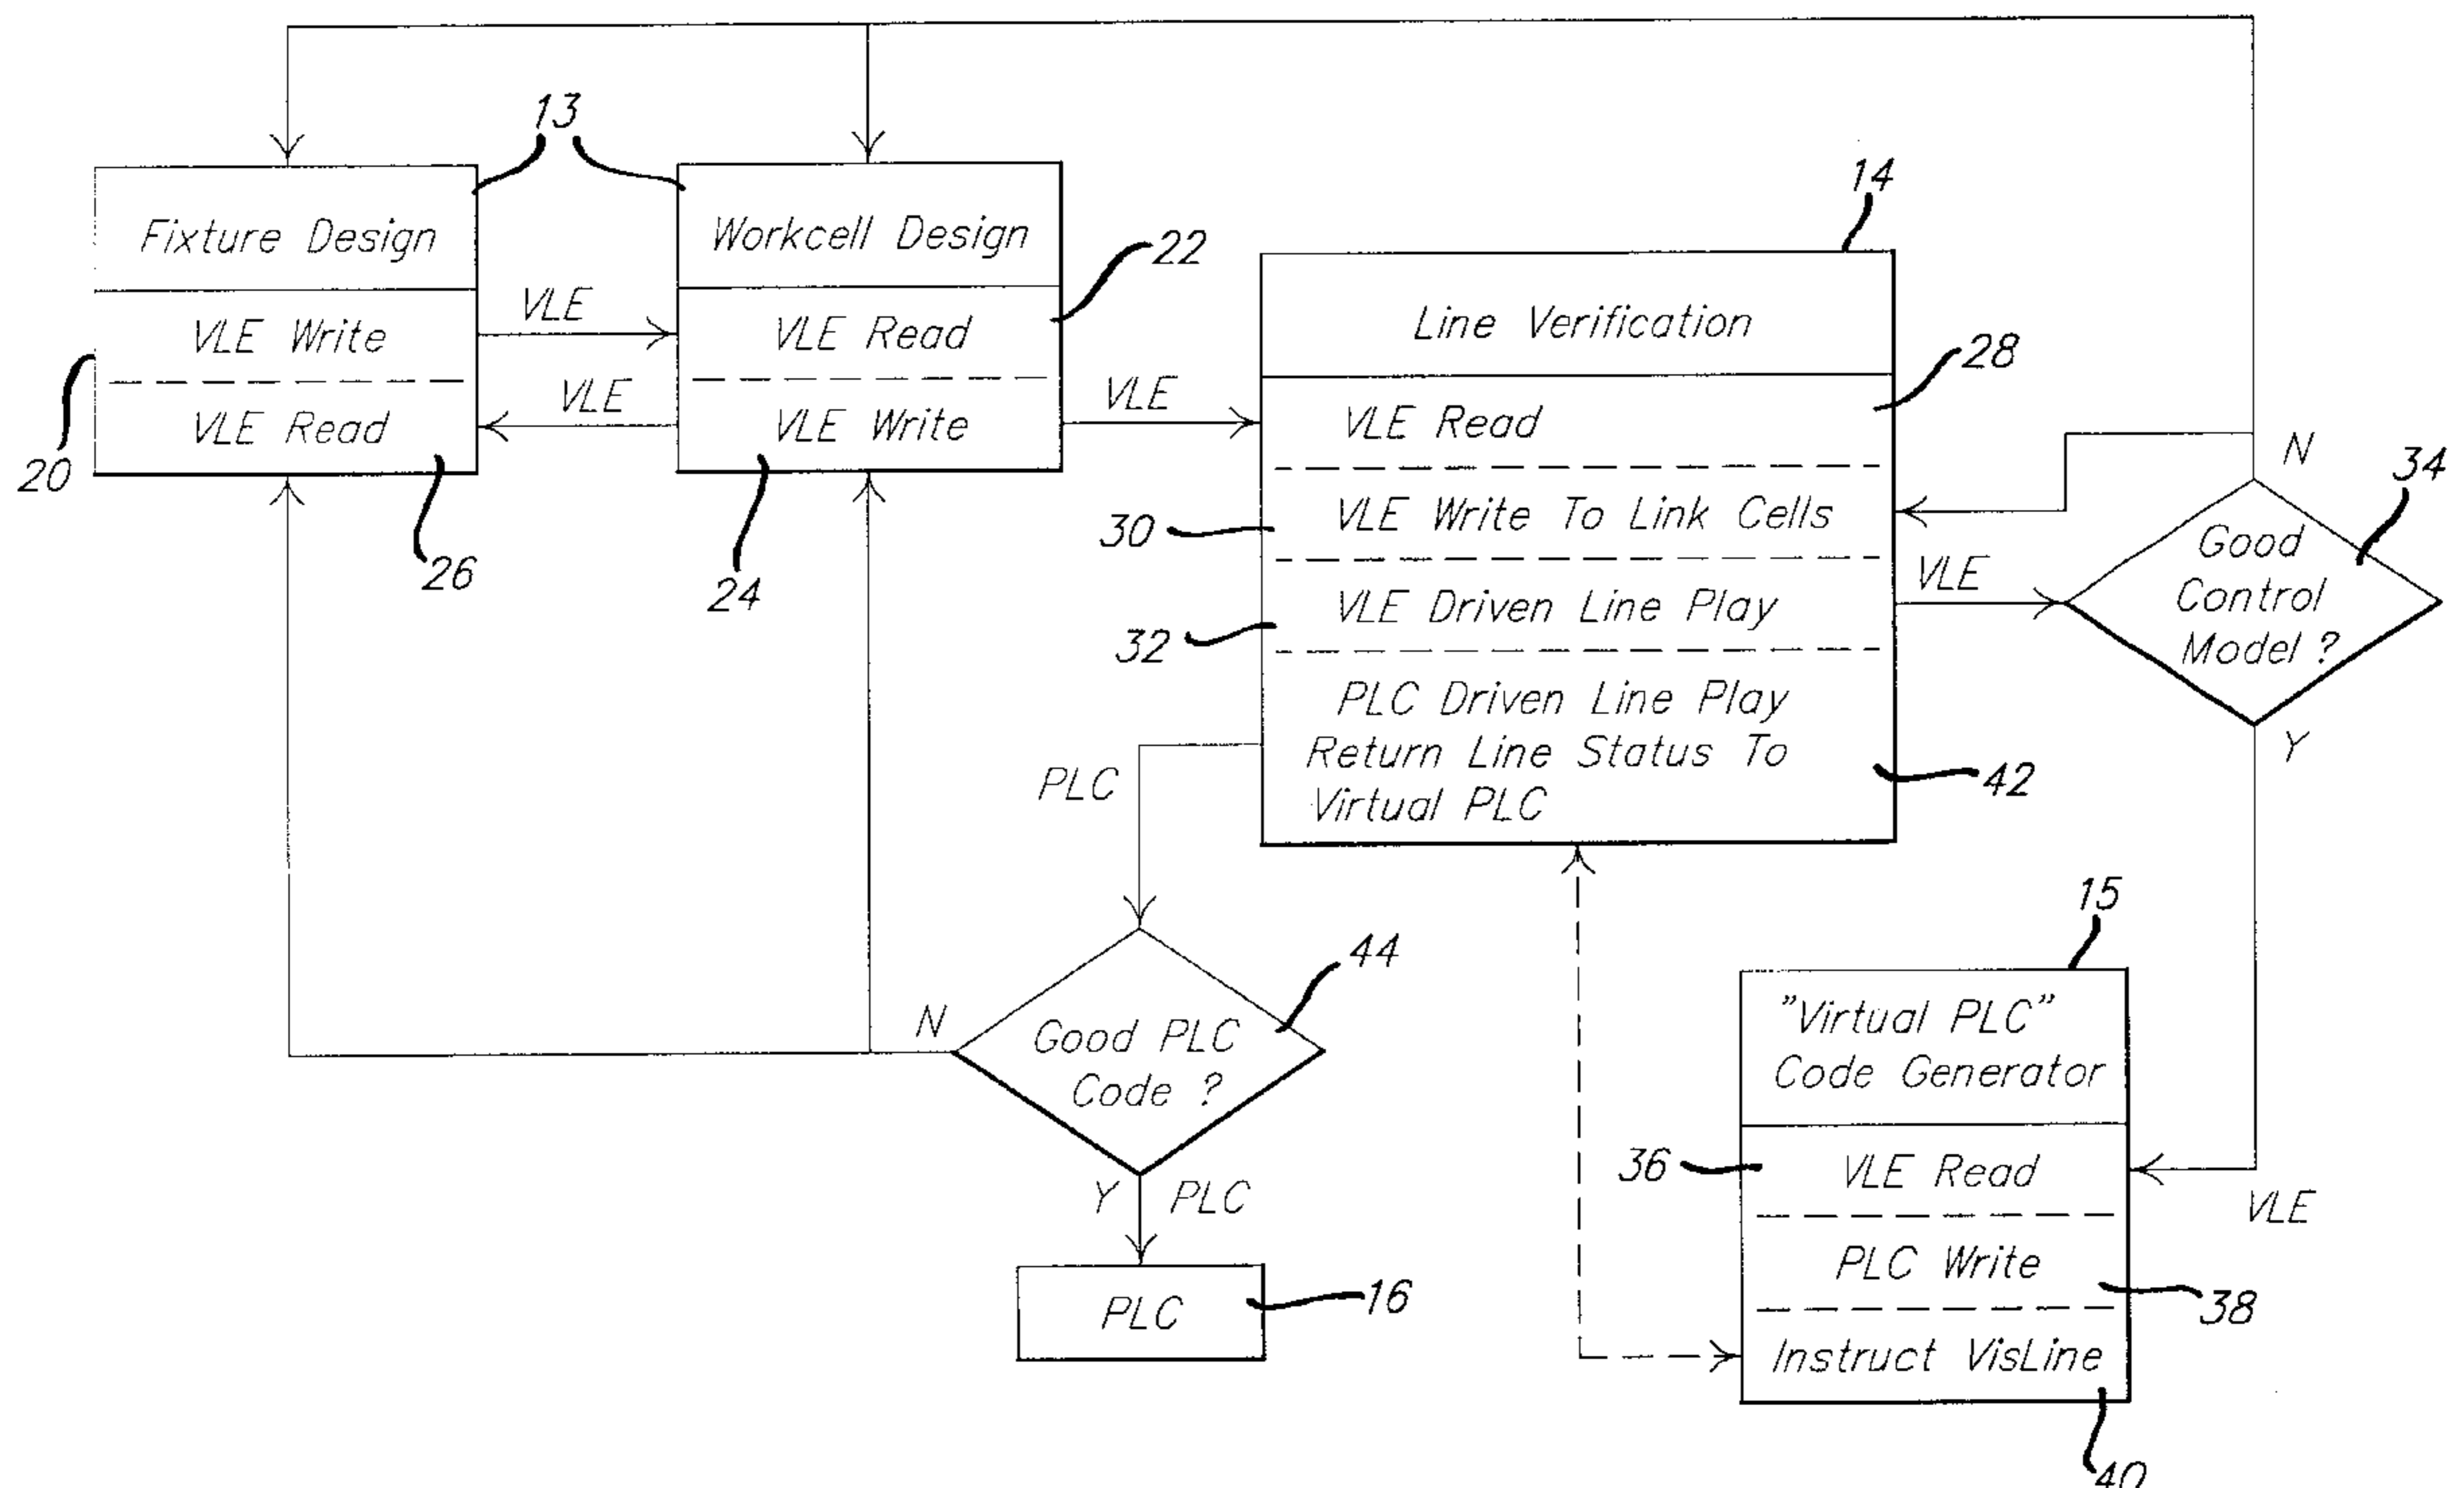 13
Fixture Design
VLE Write
VLE Read
20
26
VLE
VLE
Workcell Design
VLE Read
VLE Write
22
24
VLE
14
Line Verification
VLE Read
VLE Write To Link Cells
VLE Driven Line Play
PLC Driven Line Play
Return Line Status To
Virtual PLC
28
30
32
42
VLE
N
34
Good
Control
Model ?
Y
PLC
44
N
Good PLC
Code ?
Y
PLC
PLC
16
15
"Virtual PLC"
Code Generator
VLE Read
PLC Write
Instruct VisLine
36
VLE
38
40